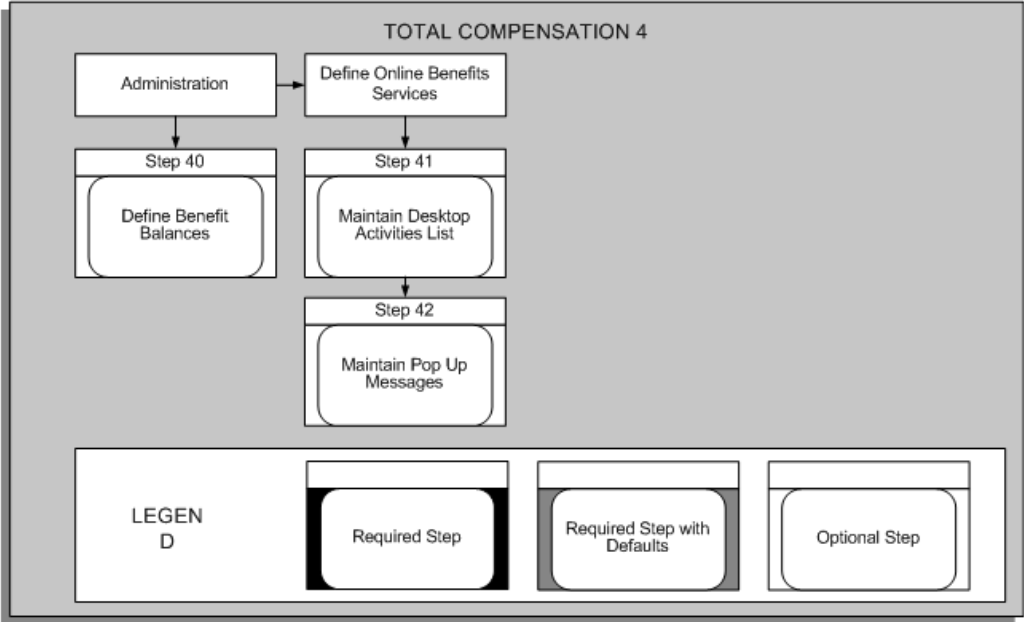 TOTAL COMPENSATION 4
Administration
Define Online Benefits
Services
Step 40
Define Benefit
Balances
Step 41
Maintain Desktop
Activities List
Step 42
Maintain Pop Up
Messages
LEGEN
D
Required Step
Required Step with
Defaults
Optional Step